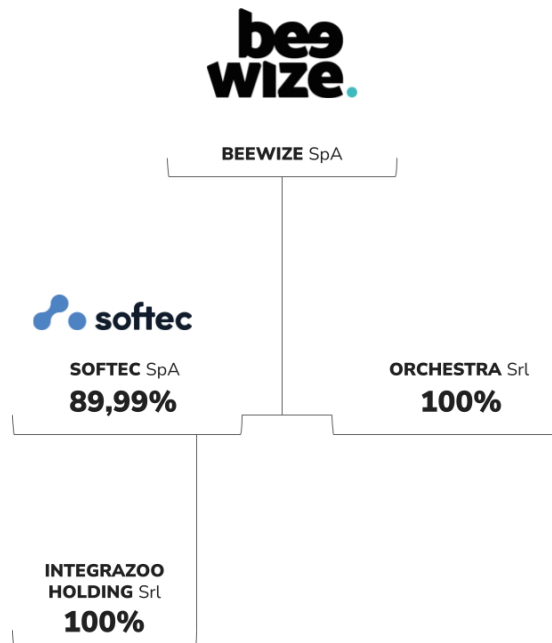 bee
wize.
BEEWIZE SpA
softec
SOFTEC SpA
89,99%
ORCHESTRA Srl
100%
INTEGRAZOO
HOLDING Srl
100%